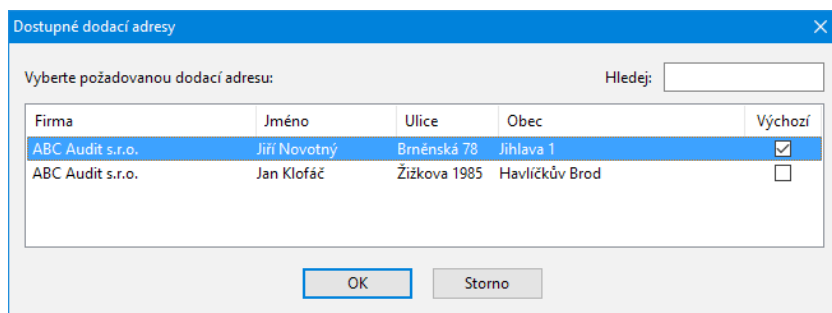 Dostupné dodací adresy
Vyberte požadovanou dodací adresu: Hledej:
Firma Jméno Ulice Obec Výchozí
ABC Audit s.r.o. Jiří Novotný Brněnská 78 Jihlava 1
ABC Audit s.r.o. Jan Klofáč Žižkova 1985 Havlíčkův Brod
OK Storno